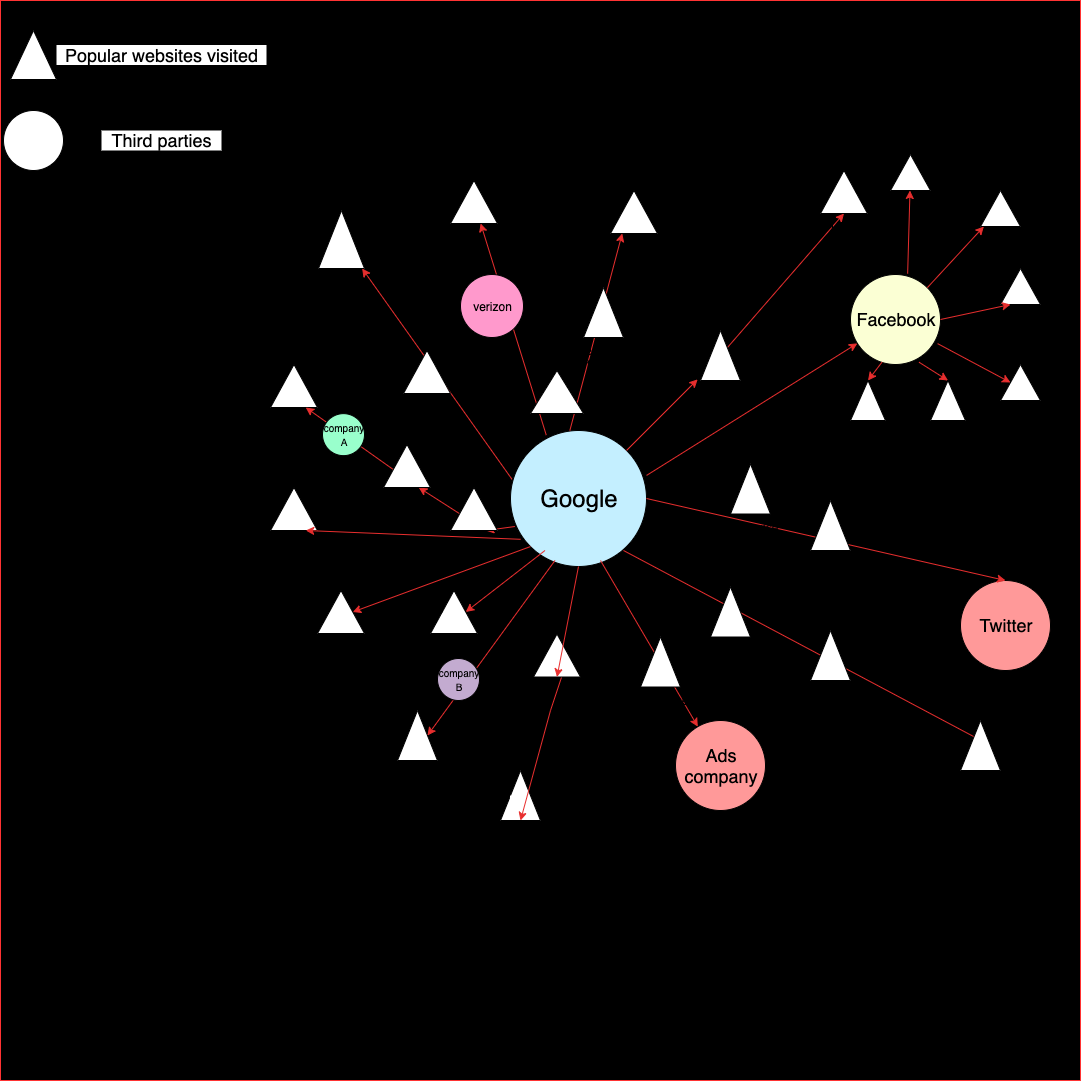 Popular websites visited
Third parties
verizon
Facebook
company
A
Google
Twitter
company
B
Ads
company